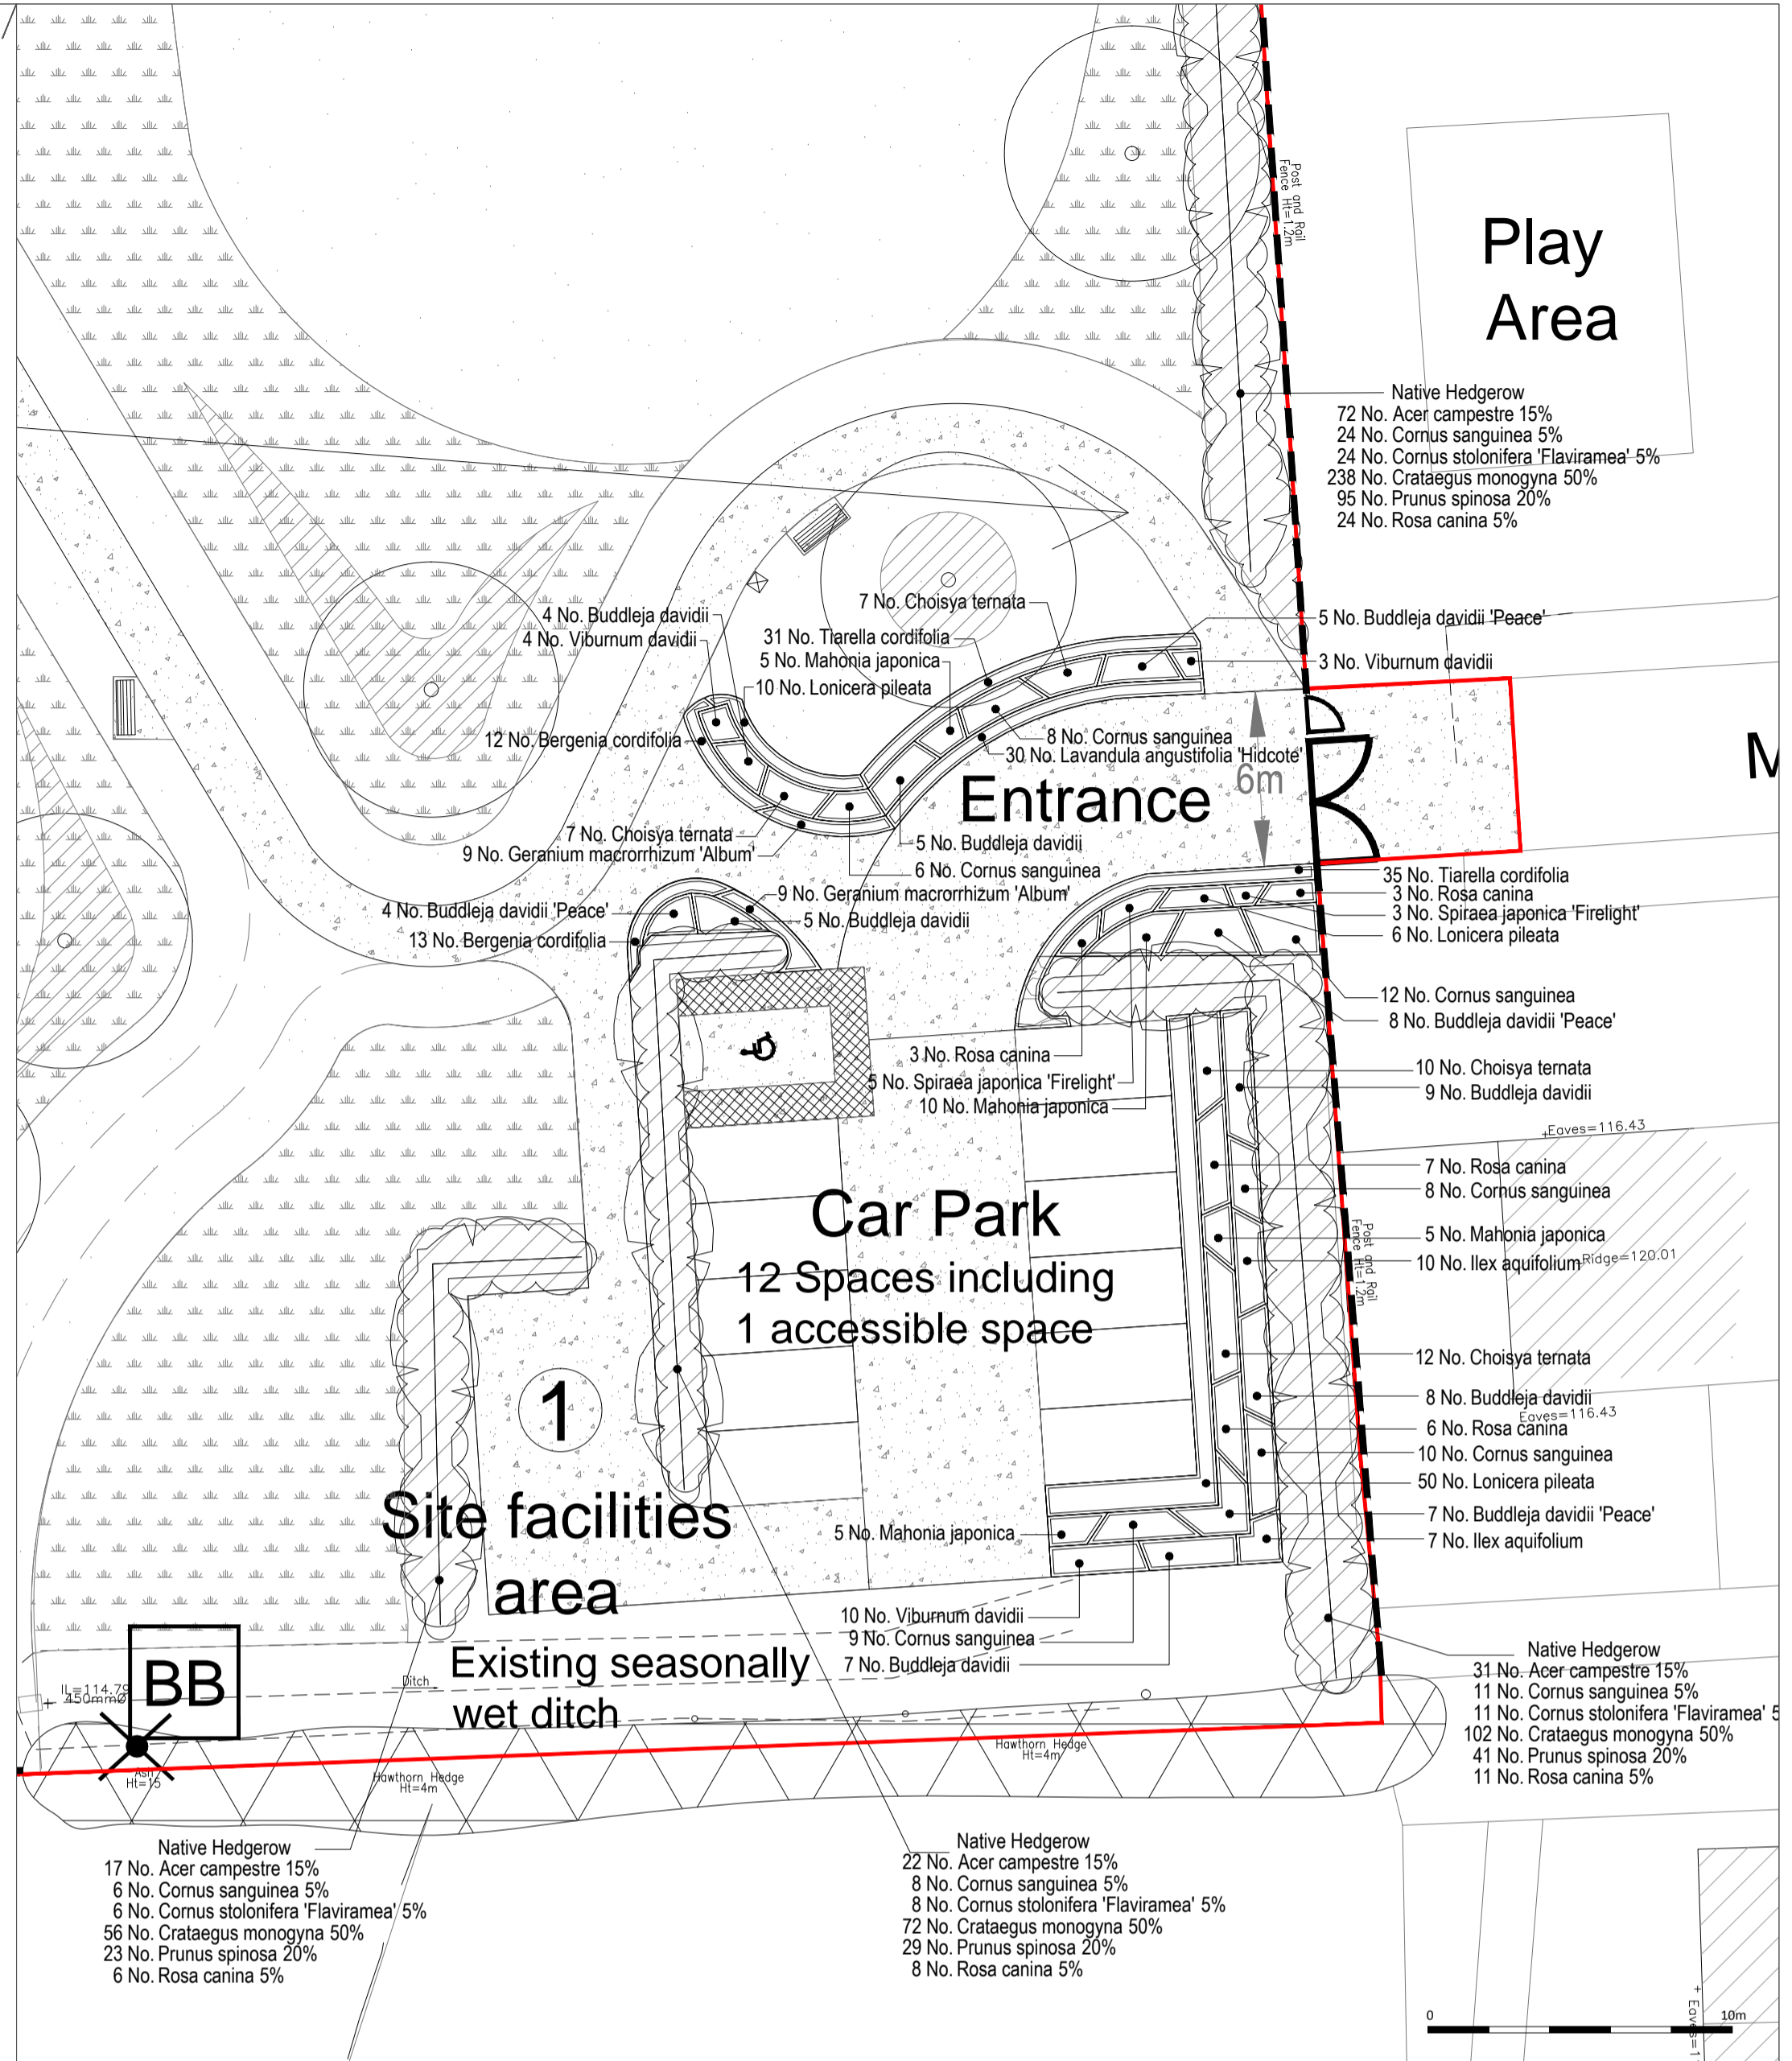 Post and Rail
Fence Ht=1.2m
Play
Area
Native Hedgerow
72 No. Acer campestre 15%
24 No. Cornus sanguinea 5%
24 No. Cornus stolonifera 'Flaviramea' 5%
238 No. Crataegus monogyna 50%
95 No. Prunus spinosa 20%
24 No. Rosa canina 5%
4 No. Buddleja davidii
4 No. Viburnum davidii
7 No. Choisya ternata
31 No. Tiarella cordifolia
5 No. Mahonia japonica
10 No. Lonicera pileata
5 No. Buddleja davidii 'Peace'
3 No. Viburnum davidii
12 No. Bergenia cordifolia
8 No. Cornus sanguinea
30 No. Lavandula angustifolia 'Hidcote'
M
Entrance
6m
7 No. Choisya ternata
9 No. Geranium macrorrhizum 'Album'
5 No. Buddleja davidii
6 No. Cornus sanguinea
9 No. Geranium macrorrhizum 'Album'
5 No. Buddleja davidii
4 No. Buddleja davidii 'Peace'
13 No. Bergenia cordifolia
35 No. Tiarella cordifolia
3 No. Rosa canina
3 No. Spiraea japonica 'Firelight'
6 No. Lonicera pileata
12 No. Cornus sanguinea
8 No. Buddleja davidii 'Peace'
3 No. Rosa canina
5 No. Spiraea japonica 'Firelight'
10 No. Mahonia japonica
10 No. Choisya ternata
9 No. Buddleja davidii
Eaves=116.43
7 No. Rosa canina
8 No. Cornus sanguinea
5 No. Mahonia japonica
10 No. Ilex aquifolium
Ridge=120.01
Post and Rail
Fence Ht=1.2m
Car Park
12 Spaces including
1 accessible space
12 No. Choisya ternata
8 No. Buddleja davidii
Eaves=116.43
6 No. Rosa canina
10 No. Cornus sanguinea
50 No. Lonicera pileata
7 No. Buddleja davidii 'Peace'
7 No. Ilex aquifolium
1
Site facilities
area
5 No. Mahonia japonica
10 No. Viburnum davidii
9 No. Cornus sanguinea
7 No. Buddleja davidii
Existing seasonally
wet ditch
Ditch
BB
IL=114.79
450mmØ
Ash
Ht=15
Hawthorn Hedge
Ht=4m
Hawthorn Hedge
Ht=4m
Native Hedgerow
31 No. Acer campestre 15%
11 No. Cornus sanguinea 5%
11 No. Cornus stolonifera 'Flaviramea' 5
102 No. Crataegus monogyna 50%
41 No. Prunus spinosa 20%
11 No. Rosa canina 5%
Native Hedgerow
17 No. Acer campestre 15%
6 No. Cornus sanguinea 5%
6 No. Cornus stolonifera 'Flaviramea' 5%
56 No. Crataegus monogyna 50%
23 No. Prunus spinosa 20%
6 No. Rosa canina 5%
Native Hedgerow
22 No. Acer campestre 15%
8 No. Cornus sanguinea 5%
8 No. Cornus stolonifera 'Flaviramea' 5%
72 No. Crataegus monogyna 50%
29 No. Prunus spinosa 20%
8 No. Rosa canina 5%
Eaves=1
0 10m